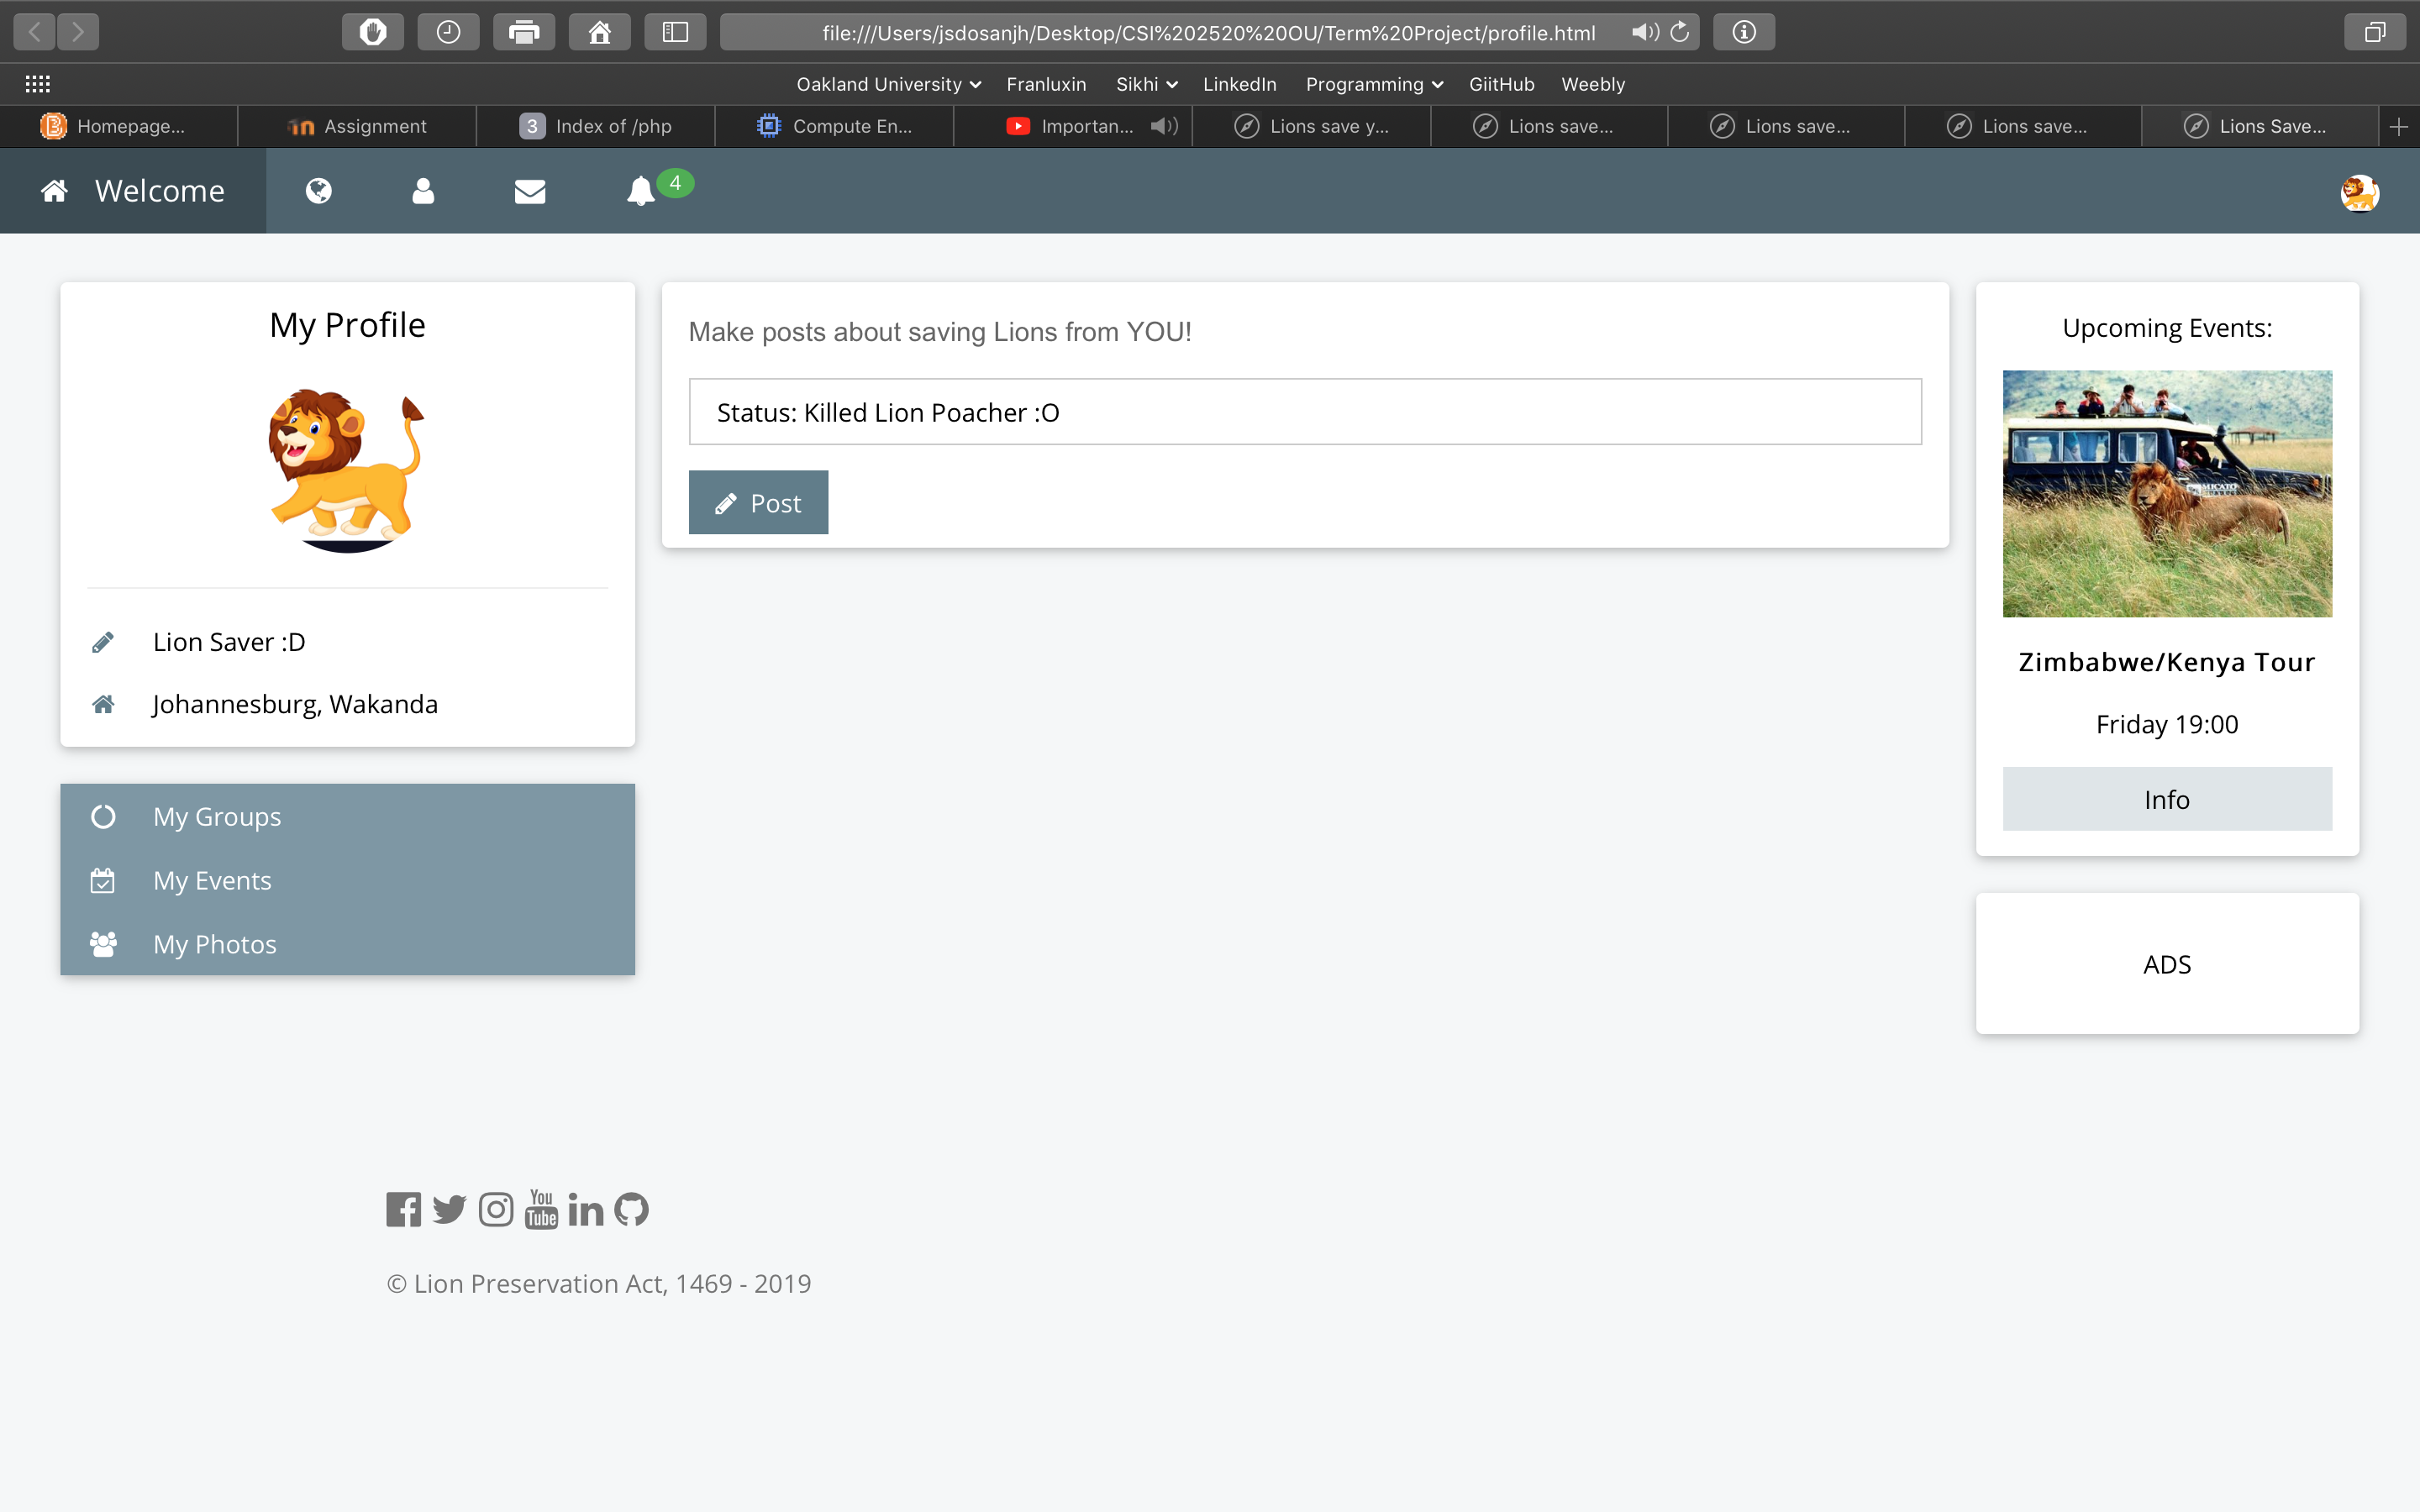 file:///Users/jsdosanjh/Desktop/CSI%202520%20OU/Term%20Project/profile.html
Oakland University Franluxin Sikhi LinkedIn Programming GiitHub Weebly
Homepage... Assignment 3 Index of /php Compute En... Importan... Lions save y... Lions save... Lions save... Lions save... Lions Save...
Welcome 4
My Profile
Lion Saver :D
Johannesburg, Wakanda
My Groups
My Events
My Photos
Make posts about saving Lions from YOU!
Status: Killed Lion Poacher :O
Post
Upcoming Events:
MICATO
Zimbabwe/Kenya Tour
Friday 19:00
Info
ADS
You
Tube
© Lion Preservation Act, 1469 - 2019